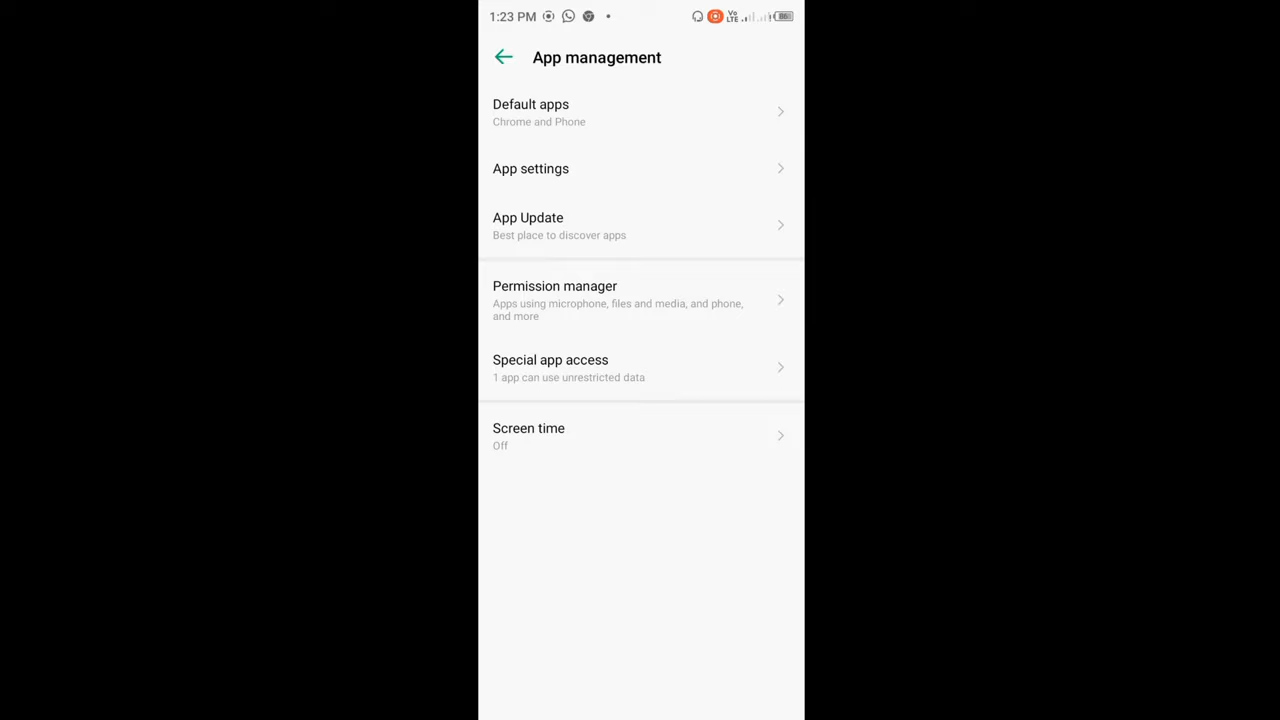 1:23 PM
Vo
LTE
App management
Default apps
Chrome and Phone
App settings
App Update
Best place to discover apps
Permission manager
Apps using microphone, files and media, and phone,
and more
Special app access
1 app can use unrestricted data
Screen time
Off